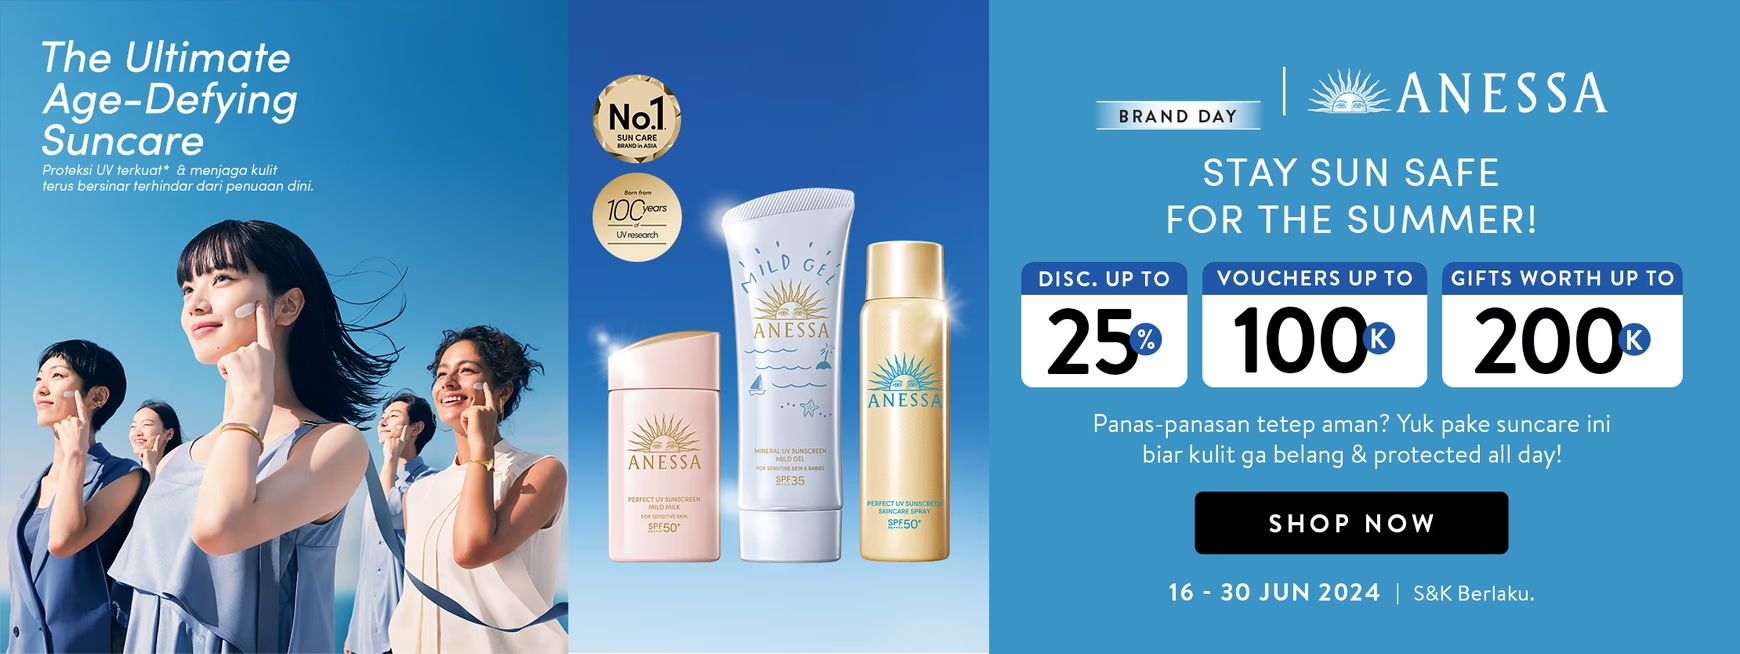 The Ultimate
Age-Defying
Suncare
Proteksi UV terkuat* & menjaga kulit
terus bersinar terhindar dari penuaan dini.
No.1
SUN CARE
BRAND in ASIA
Born from
100 years
of
UV research
ANESSA
PERFECT UV SUNSCREEN
MILD MILK
FOR SENSITIVE SKIN
SPF50+
MILD GEL
ANESSA
MINERAL UV SUNSCREEN
MILD GEL
FOR SENSITIVE SKIN & BABIES
SPF35
ANESSA
PERFECT UV SUNSCREEN
SKINCARE SPRAY
SPF50+
BRAND DAY
ANESSA
STAY SUN SAFE
FOR THE SUMMER!
DISC. UP TO
25%
VOUCHERS UP TO
100K
GIFTS WORTH UP TO
200K
Panas-panasan tetep aman? Yuk pake suncare ini
biar kulit ga belang & protected all day!
SHOP NOW
16 - 30 JUN 2024 | S&K Berlaku.